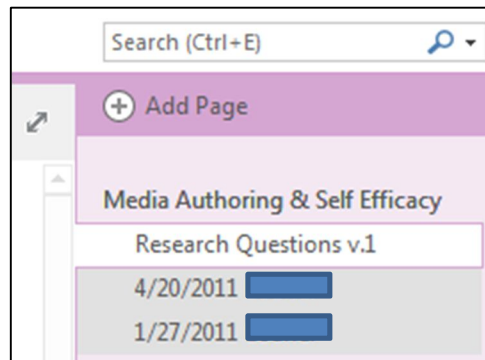 Search (Ctrl+E)
Add Page
Media Authoring & Self Efficacy
Research Questions v.1
4/20/2011
1/27/2011